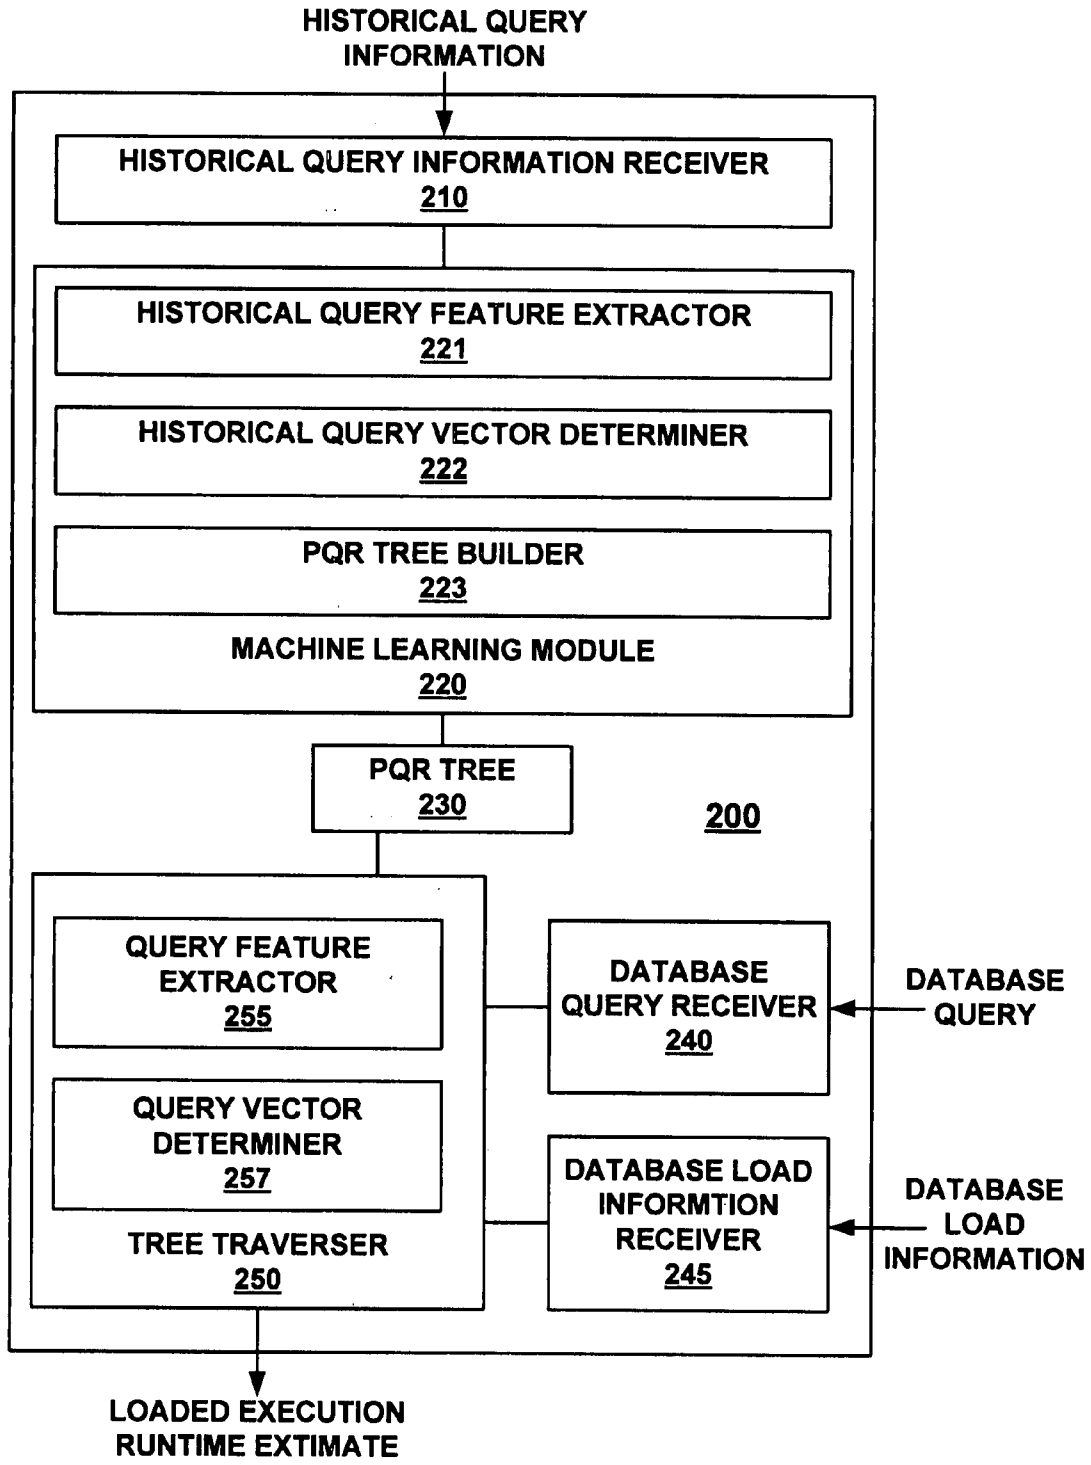 HISTORICAL QUERY
INFORMATION
HISTORICAL QUERY INFORMATION RECEIVER
210
HISTORICAL QUERY FEATURE EXTRACTOR
221
HISTORICAL QUERY VECTOR DETERMINER
222
PQR TREE BUILDER
223
MACHINE LEARNING MODULE
220
PQR TREE
230
200
QUERY FEATURE
EXTRACTOR
255
QUERY VECTOR
DETERMINER
257
TREE TRAVERSER
250
DATABASE
QUERY RECEIVER
240
DATABASE
QUERY
DATABASE LOAD
INFORMTION
RECEIVER
245
DATABASE
LOAD
INFORMATION
LOADED EXECUTION
RUNTIME EXTIMATE